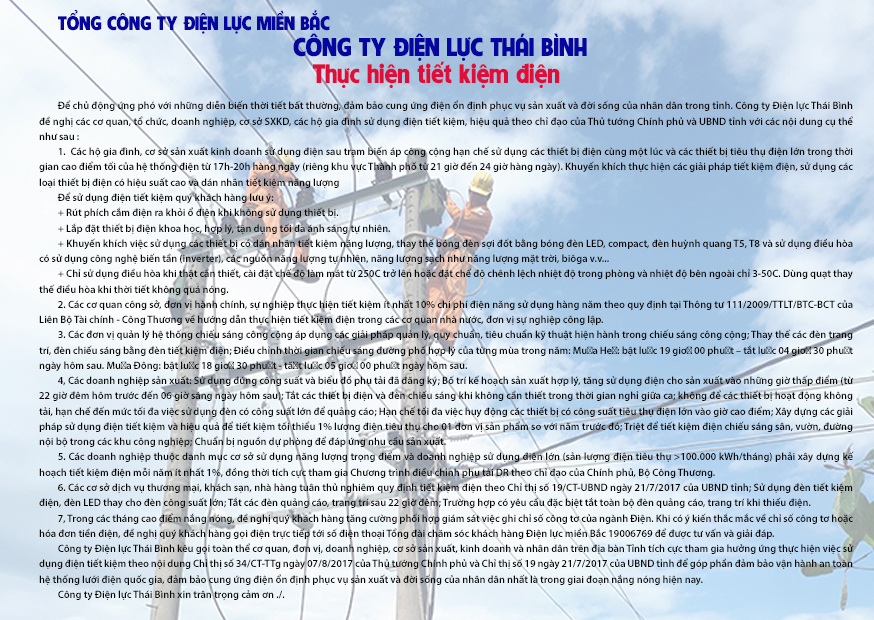 TỔNG CÔNG TY ĐIỆN LỰC MIỀN BẮC
CÔNG TY ĐIỆN LỰC THÁI BÌNH
Thực hiện tiết kiệm điện
Để chủ động ứng phó với những diễn biến thời tiết bất thường, đảm bảo cung ứng điện ổn định phục vụ sản xuất và đời sống của nhân dân trong tỉnh. Công ty Điện lực Thái Bình
đề nghị các cơ quan, tổ chức, doanh nghiệp, cơ sở SXKD, các hộ gia đình sử dụng điện tiết kiệm, hiệu quả theo chỉ đạo của Thủ tướng Chính phủ và UBND tỉnh với các nội dung cụ thể
như sau :
1. Các hộ gia đình, cơ sở sản xuất kinh doanh sử dụng điện sau trạm biến áp công cộng hạn chế sử dụng các thiết bị điện cùng một lúc và các thiết bị tiêu thụ điện lớn trong thời
gian cao điểm tối của hệ thống điện từ 17h-20h hàng ngày (riêng khu vực Thành phố từ 21 giờ đến 24 giờ hàng ngày). Khuyến khích thực hiện các giải pháp tiết kiệm điện, sử dụng các
loại thiết bị điện có hiệu suất cao và dán nhãn tiết kiệm năng lượng
Để sử dụng điện tiết kiệm quý khách hàng lưu ý:
+ Rút phích cắm điện ra khỏi ổ điện khi không sử dụng thiết bị.
+ Lắp đặt thiết bị điện khoa học, hợp lý, tận dụng tối đa ánh sáng tự nhiên.
+ Khuyến khích việc sử dụng các thiết bị có dán nhãn tiết kiệm năng lượng, thay thế bóng đèn sợi đốt bằng bóng đèn LED, compact, đèn huỳnh quang T5, T8 và sử dụng điều hòa
có sử dụng công nghệ biến tần (inverter), các nguồn năng lượng tự nhiên, năng lượng sạch như năng lượng mặt trời, biôga v.v...
+ Chỉ sử dụng điều hòa khi thật cần thiết, cài đặt chế độ làm mát từ 250C trở lên hoặc đặt chế độ chênh lệch nhiệt độ trong phòng và nhiệt độ bên ngoài chỉ 3-50C. Dùng quạt thay
thế điều hòa khi thời tiết không quá nóng.
2. Các cơ quan công sở, đơn vị hành chính, sự nghiệp thực hiện tiết kiệm ít nhất 10% chi phí điện năng sử dụng hàng năm theo quy định tại Thông tư 111/2009/TTLT/BTC-BCT của
Liên Bộ Tài chính - Công Thương về hướng dẫn thực hiện tiết kiệm điện trong các cơ quan nhà nước, đơn vị sự nghiệp công lập.
3. Các đơn vị quản lý hệ thống chiếu sáng công cộng áp dụng các giải pháp quản lý, quy chuẩn, tiêu chuẩn kỹ thuật hiện hành trong chiếu sáng công cộng; Thay thế các đèn trang
trí, đèn chiếu sáng bằng đèn tiết kiệm điện; Điều chỉnh thời gian chiếu sáng đường phố hợp lý của từng mùa trong năm: Mu a He : bật lu c 19 giơ 00 phu t – tắt lu c 04 giơ 30 phu t
ngày hôm sau. Mu a Đông: bật lu c 18 giơ 30 phu t - tă t lu c 05 giơ 00 phu t ngày hôm sau.
4, Các doanh nghiệp sản xuất: Sử dụng đúng công suất và biểu đồ phụ tải đã đăng ký; Bố trí kế hoạch sản xuất hợp lý, tăng sử dụng điện cho sản xuất vào những giờ thấp điểm (từ
22 giờ đêm hôm trước đến 06 giờ sáng ngày hôm sau); Tắt các thiết bị điện và đèn chiếu sáng khi không cần thiết trong thời gian nghỉ giữa ca; không để các thiết bị hoạt động không
tải, hạn chế đến mức tối đa việc sử dụng đèn có công suất lớn để quảng cáo; Hạn chế tối đa việc huy động các thiết bị có công suất tiêu thụ điện lớn vào giờ cao điểm; Xây dựng các giải
pháp sử dụng điện tiết kiệm và hiệu quả để tiết kiệm tối thiểu 1% lượng điện tiêu thụ cho 01 đơn vị sản phẩm so với năm trước đó; Triệt để tiết kiệm điện chiếu sáng sân, vườn, đường
nội bộ trong các khu công nghiệp; Chuẩn bị nguồn dự phòng để đáp ứng nhu cầu sản xuất.
5. Các doanh nghiệp thuộc danh mục cơ sở sử dụng năng lượng trọng điểm và doanh nghiệp sử dụng điện lớn (sản lượng điện tiêu thụ >100.000 kWh/tháng) phải xây dựng kế
hoạch tiết kiệm điện mỗi năm ít nhất 1%, đồng thời tích cực tham gia Chương trình điều chỉnh phụ tải DR theo chỉ đạo của Chính phủ, Bộ Công Thương.
6. Các cơ sở dịch vụ thương mại, khách sạn, nhà hàng tuân thủ nghiêm quy định tiết kiệm điện theo Chỉ thị số 19/CT-UBND ngày 21/7/2017 của UBND tỉnh; Sử dụng đèn tiết kiệm
điện, đèn LED thay cho đèn công suất lớn; Tắt các đèn quảng cáo, trang trí sau 22 giờ đêm; Trường hợp có yêu cầu đặc biệt tắt toàn bộ đèn quảng cáo, trang trí khi thiếu điện.
7, Trong các tháng cao điểm nắng nóng, đề nghị quý khách hàng tăng cường phối hợp giám sát việc ghi chỉ số công tơ của ngành Điện. Khi có ý kiến thắc mắc về chỉ số công tơ hoặc
hóa đơn tiền điện, đề nghị quý khách hàng gọi điện trực tiếp tới số điện thoại Tổng đài chăm sóc khách hàng Điện lực miền Bắc 19006769 để được tư vấn và giải đáp.
Công ty Điện lực Thái Bình kêu gọi toàn thể cơ quan, đơn vị, doanh nghiệp, cơ sở sản xuất, kinh doanh và nhân dân trên địa bàn Tỉnh tích cực tham gia hưởng ứng thực hiện việc sử
dụng điện tiết kiệm theo nội dung Chỉ thị số 34/CT-TTg ngày 07/8/2017 của Thủ tướng Chính phủ và Chỉ thị số 19 ngày 21/7/2017 của UBND tỉnh để góp phần đảm bảo vận hành an toàn
hệ thống lưới điện quốc gia, đảm bảo cung ứng điện ổn định phục vụ sản xuất và đời sống của nhân dân nhất là trong giai đoạn nắng nóng hiện nay.
Công ty Điện lực Thái Bình xin trân trọng cảm ơn ./.